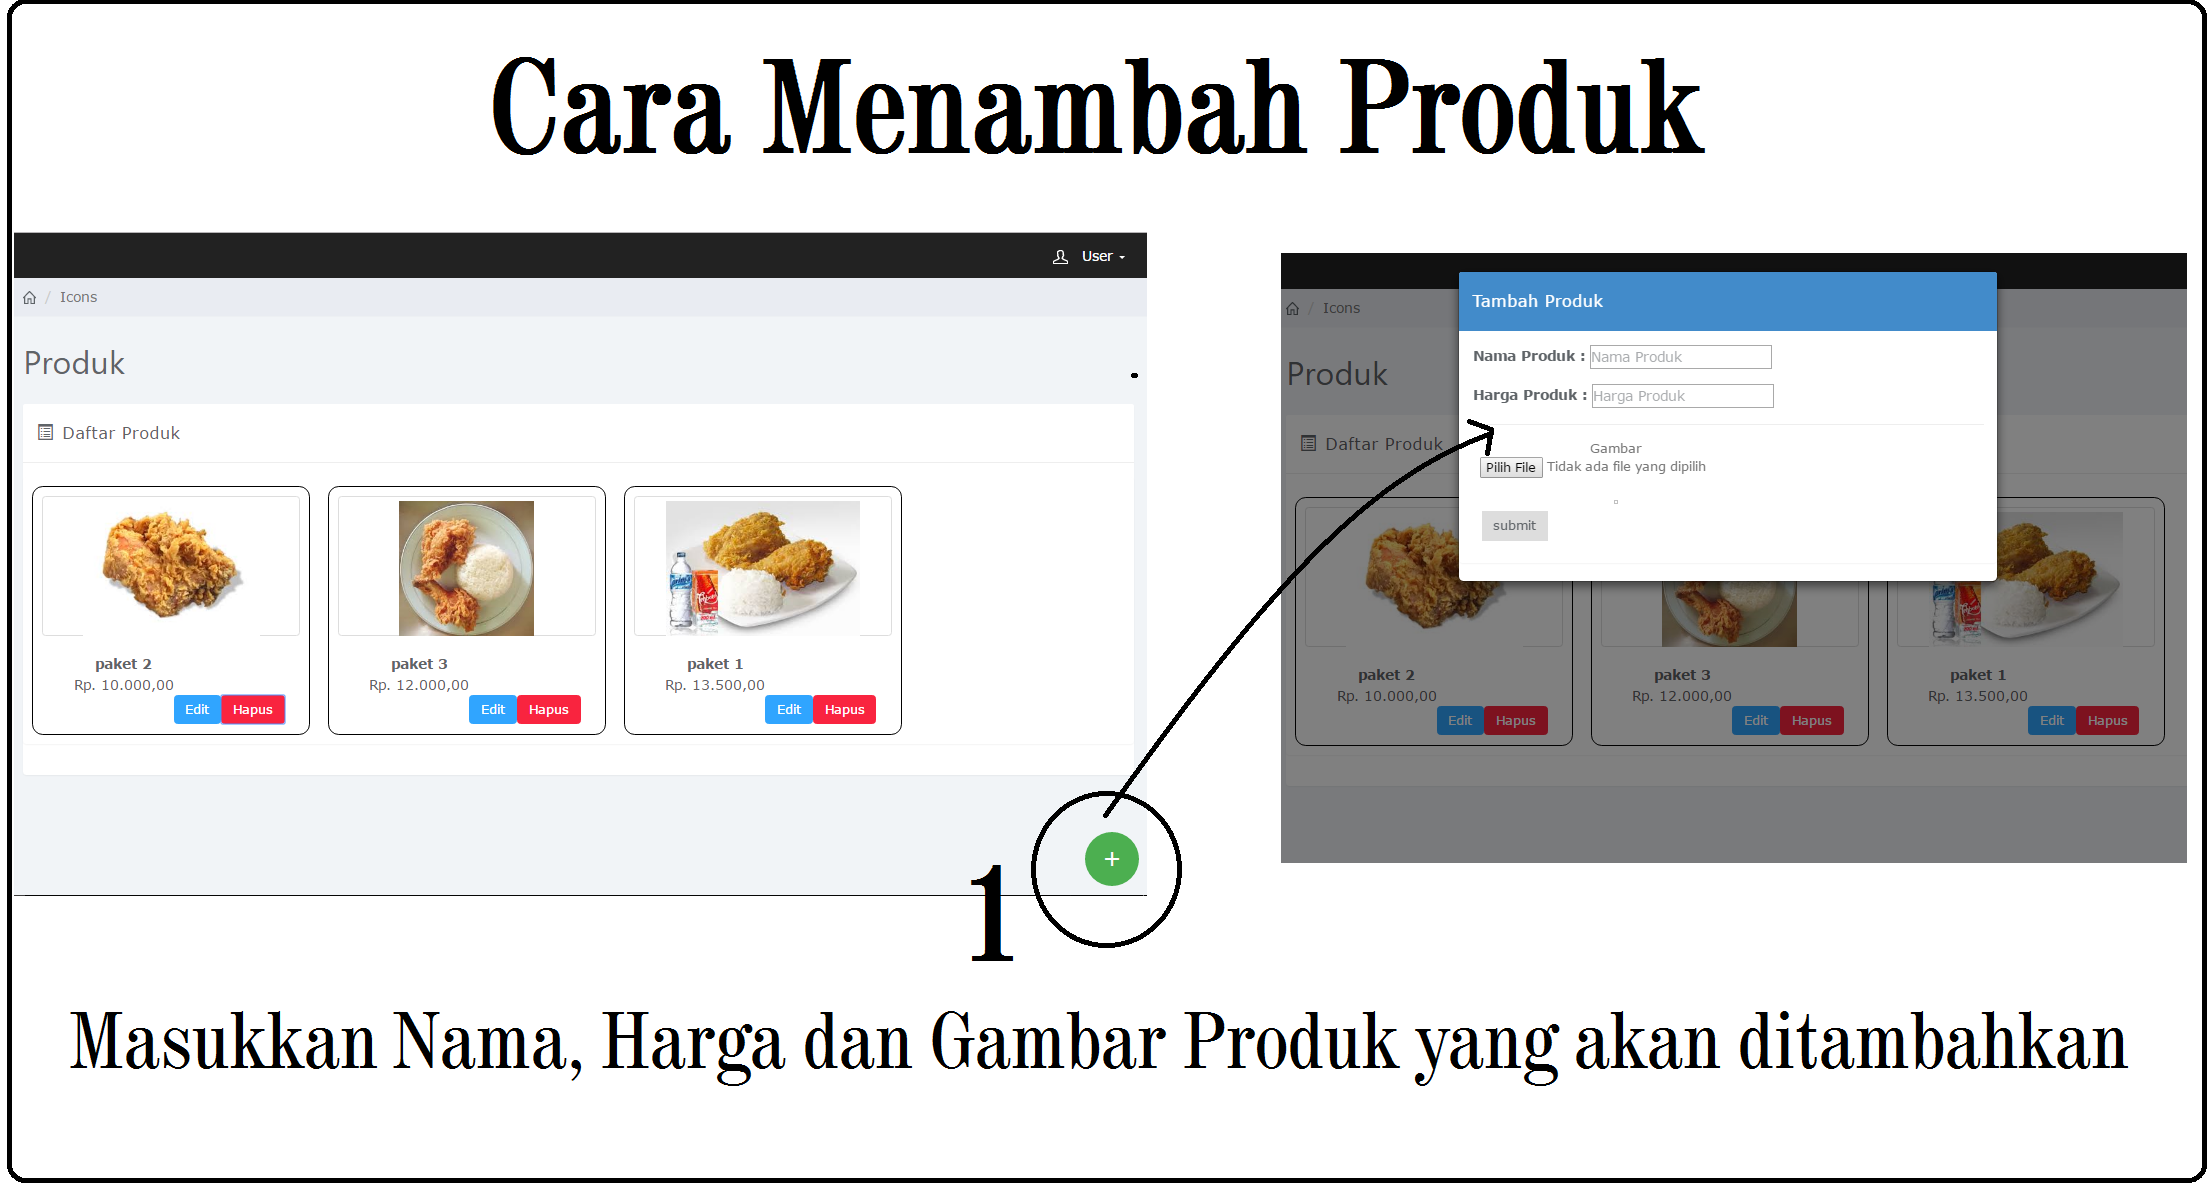 Cara Menambah Produk
User
/ Icons
Produk
Daftar Produk
paket 2
Rp. 10.000,00
Edit Hapus
paket 3
Rp. 12.000,00
Edit Hapus
paket 1
Rp. 13.500,00
Edit Hapus
+
1
/ Icons
Produk
Daftar Produk
Tambah Produk
Nama Produk : Nama Produk
Harga Produk : Harga Produk
Gambar
Pilih File Tidak ada file yang dipilih
submit
paket 2
Rp. 10.000,00
Edit Hapus
paket 3
Rp. 12.000,00
Edit Hapus
paket 1
Rp. 13.500,00
Edit Hapus
Masukkan Nama, Harga dan Gambar Produk yang akan ditambahkan